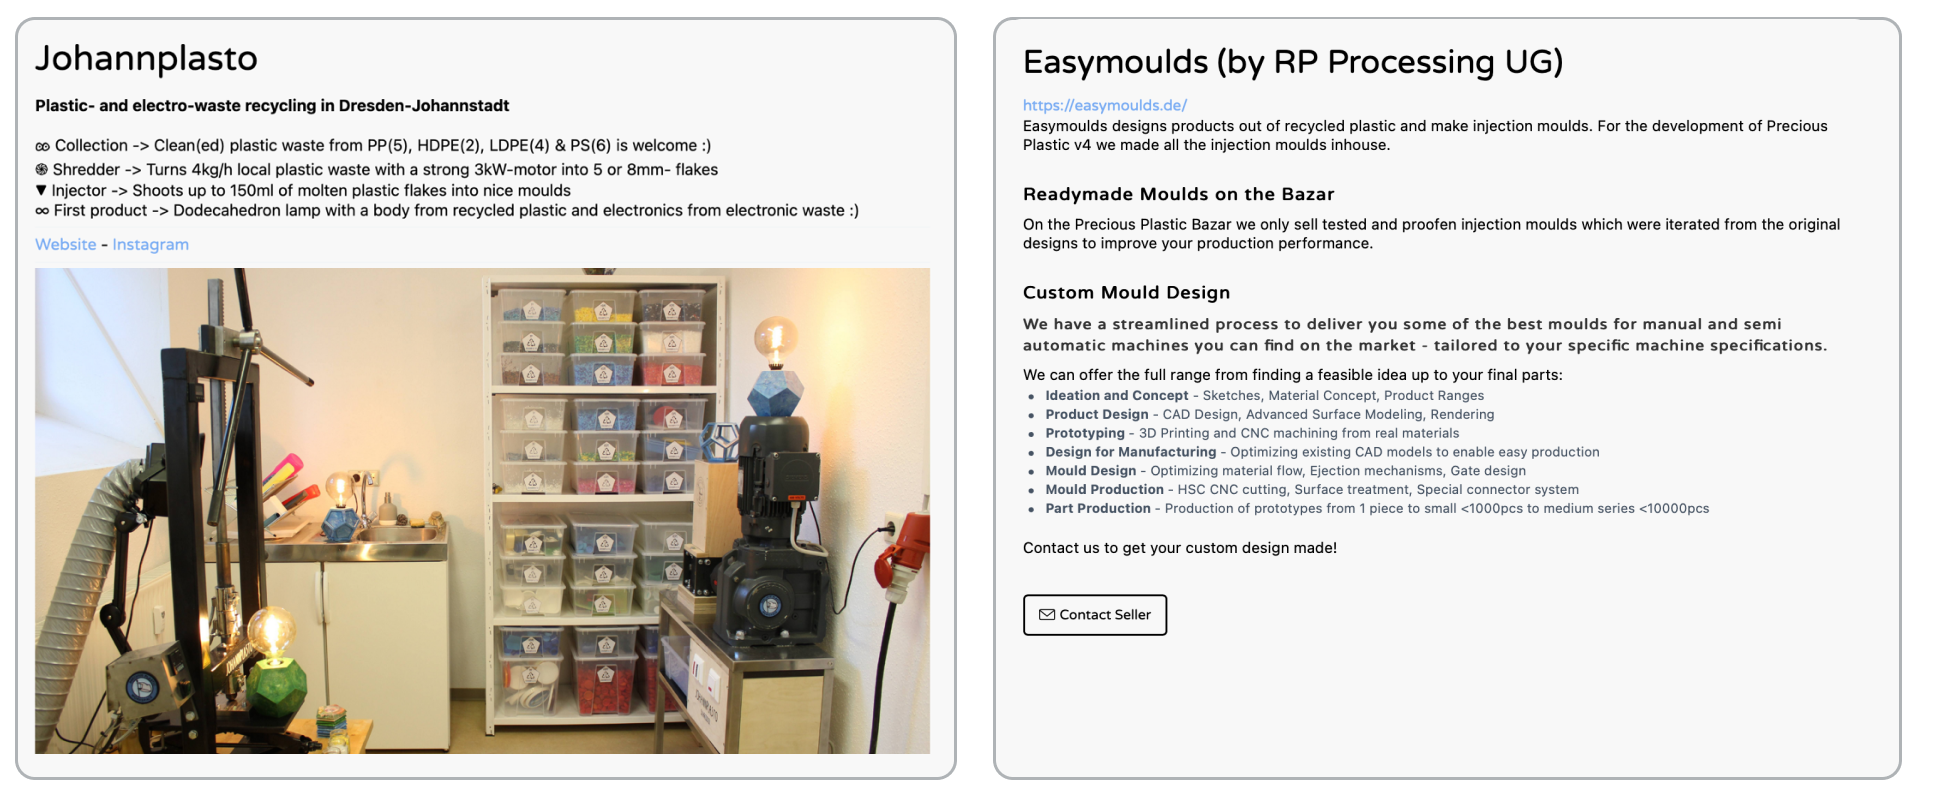 Johannplasto
Plastic- and electro-waste recycling in Dresden-Johannstadt
∞ Collection -> Clean(ed) plastic waste from PP(5), HDPE(2), LDPE(4) & PS(6) is welcome :)
֎ Shredder -> Turns 4kg/h local plastic waste with a strong 3kW-motor into 5 or 8mm- flakes
▼ Injector -> Shoots up to 150ml of molten plastic flakes into nice moulds
∞ First product -> Dodecahedron lamp with a body from recycled plastic and electronics from electronic waste :)
Website - Instagram
JOHANNPLASTO
Easymoulds (by RP Processing UG)
https://easymoulds.de/
Easymoulds designs products out of recycled plastic and make injection moulds. For the development of Precious
Plastic v4 we made all the injection moulds inhouse.
Readymade Moulds on the Bazar
On the Precious Plastic Bazar we only sell tested and proofen injection moulds which were iterated from the original
designs to improve your production performance.
Custom Mould Design
We have a streamlined process to deliver you some of the best moulds for manual and semi
automatic machines you can find on the market - tailored to your specific machine specifications.
We can offer the full range from finding a feasible idea up to your final parts:
• Ideation and Concept - Sketches, Material Concept, Product Ranges
• Product Design - CAD Design, Advanced Surface Modeling, Rendering
• Prototyping - 3D Printing and CNC machining from real materials
• Design for Manufacturing - Optimizing existing CAD models to enable easy production
• Mould Design - Optimizing material flow, Ejection mechanisms, Gate design
• Mould Production - HSC CNC cutting, Surface treatment, Special connector system
• Part Production - Production of prototypes from 1 piece to small <1000pcs to medium series <10000pcs
Contact us to get your custom design made!
Contact Seller